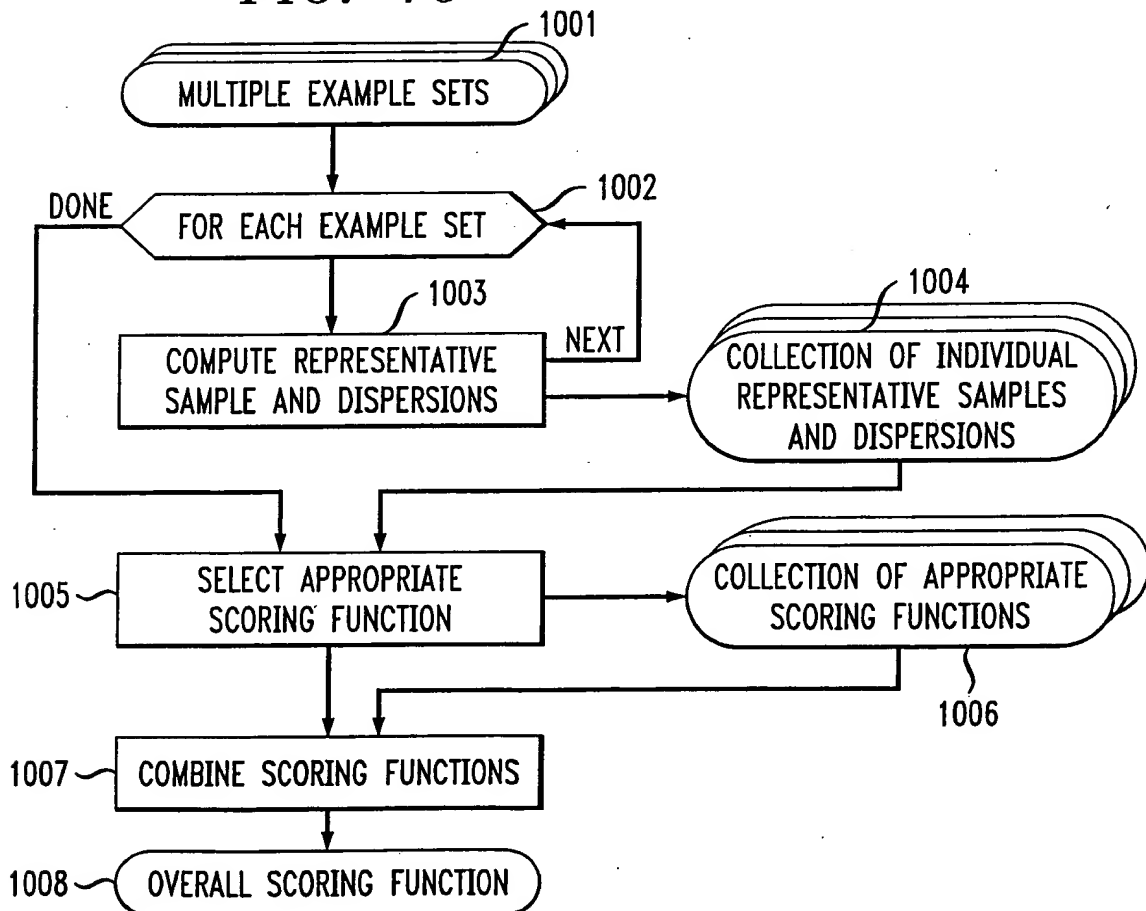 1001
MULTIPLE EXAMPLE SETS
DONE
1002
FOR EACH EXAMPLE SET
1003
NEXT
COMPUTE REPRESENTATIVE
SAMPLE AND DISPERSIONS
1004
COLLECTION OF INDIVIDUAL
REPRESENTATIVE SAMPLES
AND DISPERSIONS
1005
SELECT APPROPRIATE
SCORING FUNCTION
COLLECTION OF APPROPRIATE
SCORING FUNCTIONS
1006
1007
COMBINE SCORING FUNCTIONS
1008
OVERALL SCORING FUNCTION